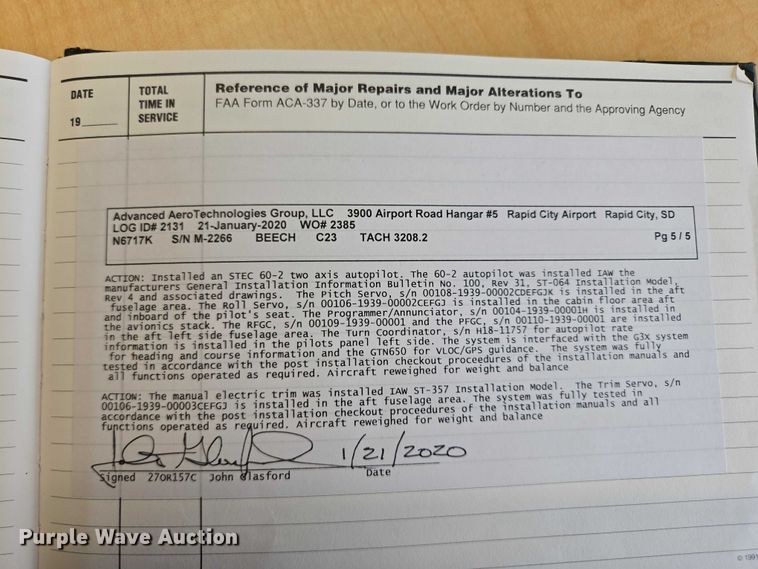 DATE
19
TOTAL
TIME IN
SERVICE
Reference of Major Repairs and Major Alterations To
FAA Form ACA-337 by Date, or to the Work Order by Number and the Approving Agency
Advanced AeroTechnologies Group, LLC 3900 Airport Road Hangar #5 Rapid City Airport Rapid City, SD
LOG ID# 2131 21-January-2020 WO# 2385
N6717K S/N M-2266 BEECH C23 TACH 3208.2 Pg 5 / 5
ACTION: Installed an STEC 60-2 two axis autopilot. The 60-2 autopilot was installed IAW the
manufacturers General Installation Information Bulletin No. 100, Rev 31, ST-064 Installation Model,
Rev 4 and associated drawings. The Pitch Servo, s/n 00108-1939-00002CDEFGJK is installed in the aft
fuselage area. The Roll Servo, s/n 00106-1939-00002CEFGJ is installed in the cabin floor area aft
and inboard of the pilot's seat. The Programmer/Annunciator, s/n 00104-1939-00001H is installed in
the avionics stack. The RFGC, s/n 00109-1939-00001 and the PFGC, s/n 00110-1939-00001 are installed
in the aft left side fuselage area. The Turn Coordinator, s/n H18-11757 for autopilot rate
information is installed in the pilots panel left side. The system is interfaced with the G3X system
for heading and course information and the GTN650 for VLOC/GPS guidance. The system was fully
tested in accordance with the post installation checkout procedures of the installation manuals and
all functions operated as required. Aircraft reweighed for weight and balance
ACTION: The manual electric trim was installed IAW ST-357 Installation Model. The Trim Servo, s/n
00106-1939-00003CEFGJ is installed in the aft fuselage area. The system was fully tested in
accordance with the post installation checkout procedures of the installation manuals and all
functions operated as required. Aircraft reweighed for weight and balance
John Glasford 1/21/2020
Signed 270R157C John Glasford Date
Purple Wave Auction
© 1991